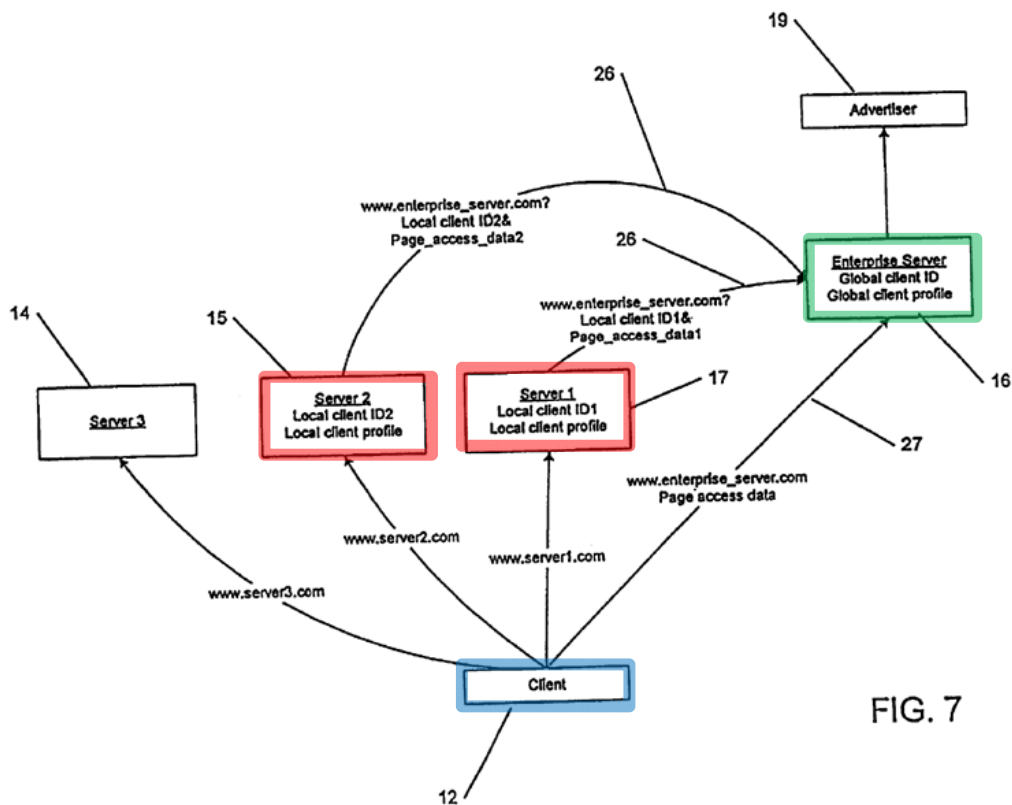 19
Advertiser
26
www.enterprise_server.com?
Local client ID2&
Page_access_data2
26
Enterprise Server
Global client ID
Global client profile
www.enterprise_server.com?
Local client ID1&
Page_access_data1
14
15
17
16
Server 3
Server 2
Local client ID2
Local client profile
Server 1
Local client ID1
Local client profile
27
www.enterprise_server.com
Page access data
www.server2.com
www.server1.com
www.server3.com
Client
12
FIG. 7